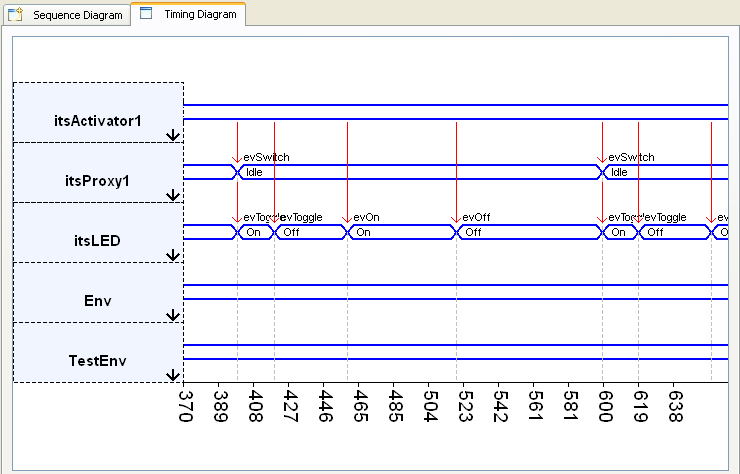 Sequence Diagram
Timing Diagram
itsActivator1
itsProxy1
evSwitch
Idle
evSwitch
Idle
itsLED
evToggle
evToggle
evOn
evOff
evToggle
evToggle
On
Off
On
Off
On
Off
Env
TestEnv
370
389
408
427
446
465
485
504
523
542
561
581
600
619
638